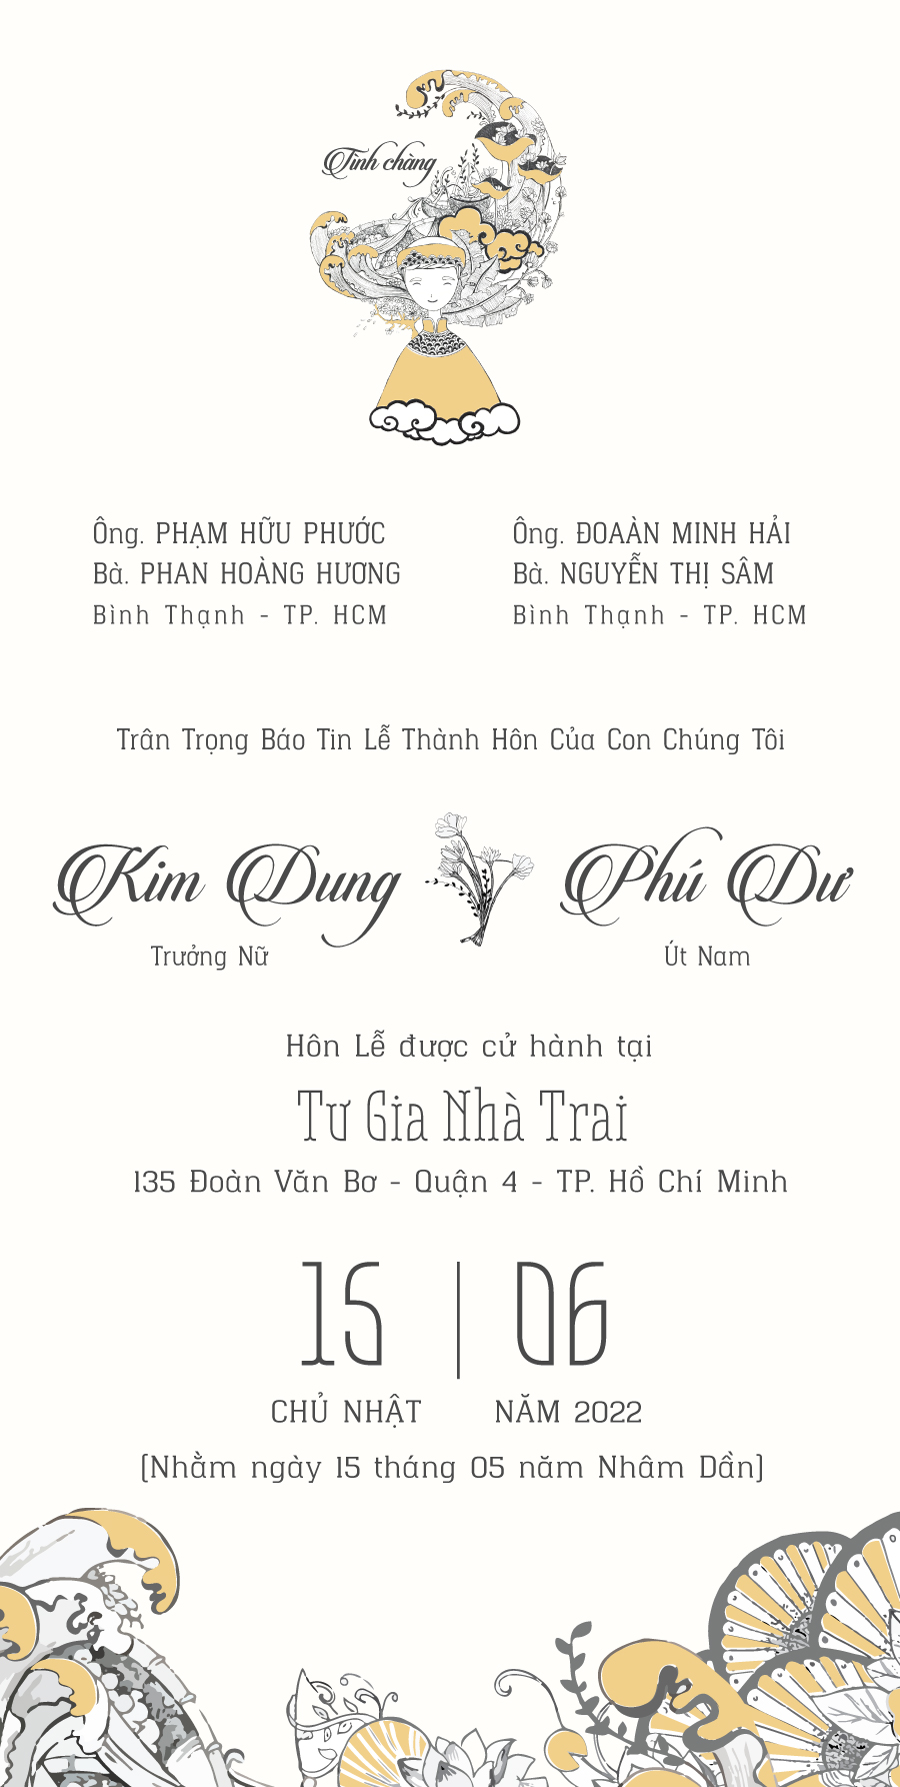 Tình chàng
Ông. PHẠM HỮU PHƯỚC
Bà. PHAN HOÀNG HƯƠNG
Bình Thạnh - TP. HCM
Ông. ĐOAÀN MINH HẢI
Bà. NGUYỄN THỊ SÂM
Bình Thạnh - TP. HCM
Trân Trọng Báo Tin Lễ Thành Hôn Của Con Chúng Tôi
Kim Dung
Trưởng Nữ
Phú Dư
Út Nam
Hôn Lễ được cử hành tại
Tư Gia Nhà Trai
135 Đoàn Văn Bơ - Quận 4 - TP. Hồ Chí Minh
15 | 06
CHỦ NHẬT NĂM 2022
(Nhằm ngày 15 tháng 05 năm Nhâm Dần)